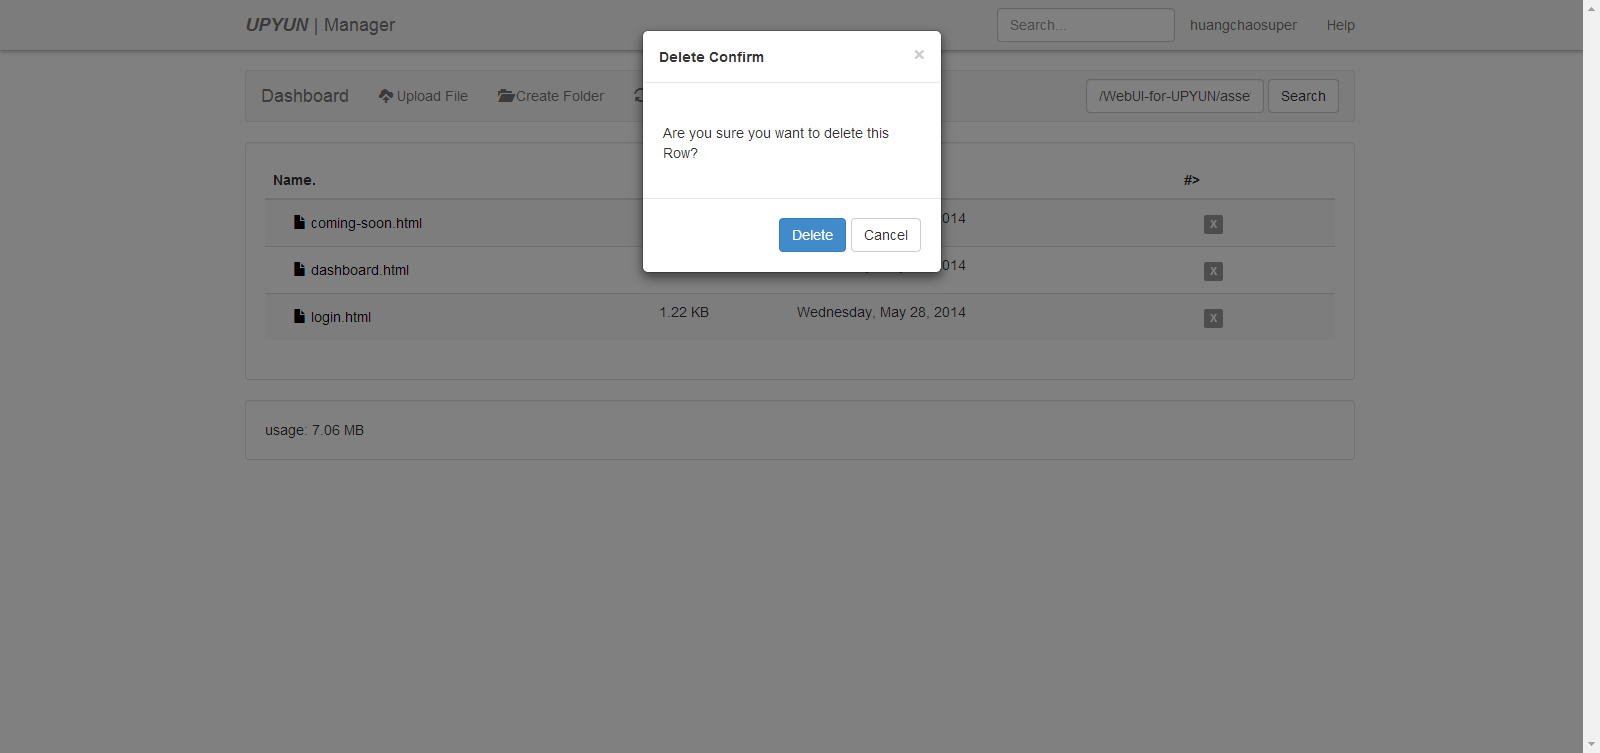 UPYUN | Manager
Search...
huangchaosuper
Help
Delete Confirm
×
Dashboard
Upload File
Create Folder
/WebUI-for-UPYUN/asse
Search
Are you sure you want to delete this
Row?
Name.
#>
coming-soon.html
014
x
Delete
Cancel
dashboard.html
014
x
login.html
1.22 KB
Wednesday, May 28, 2014
x
usage: 7.06 MB